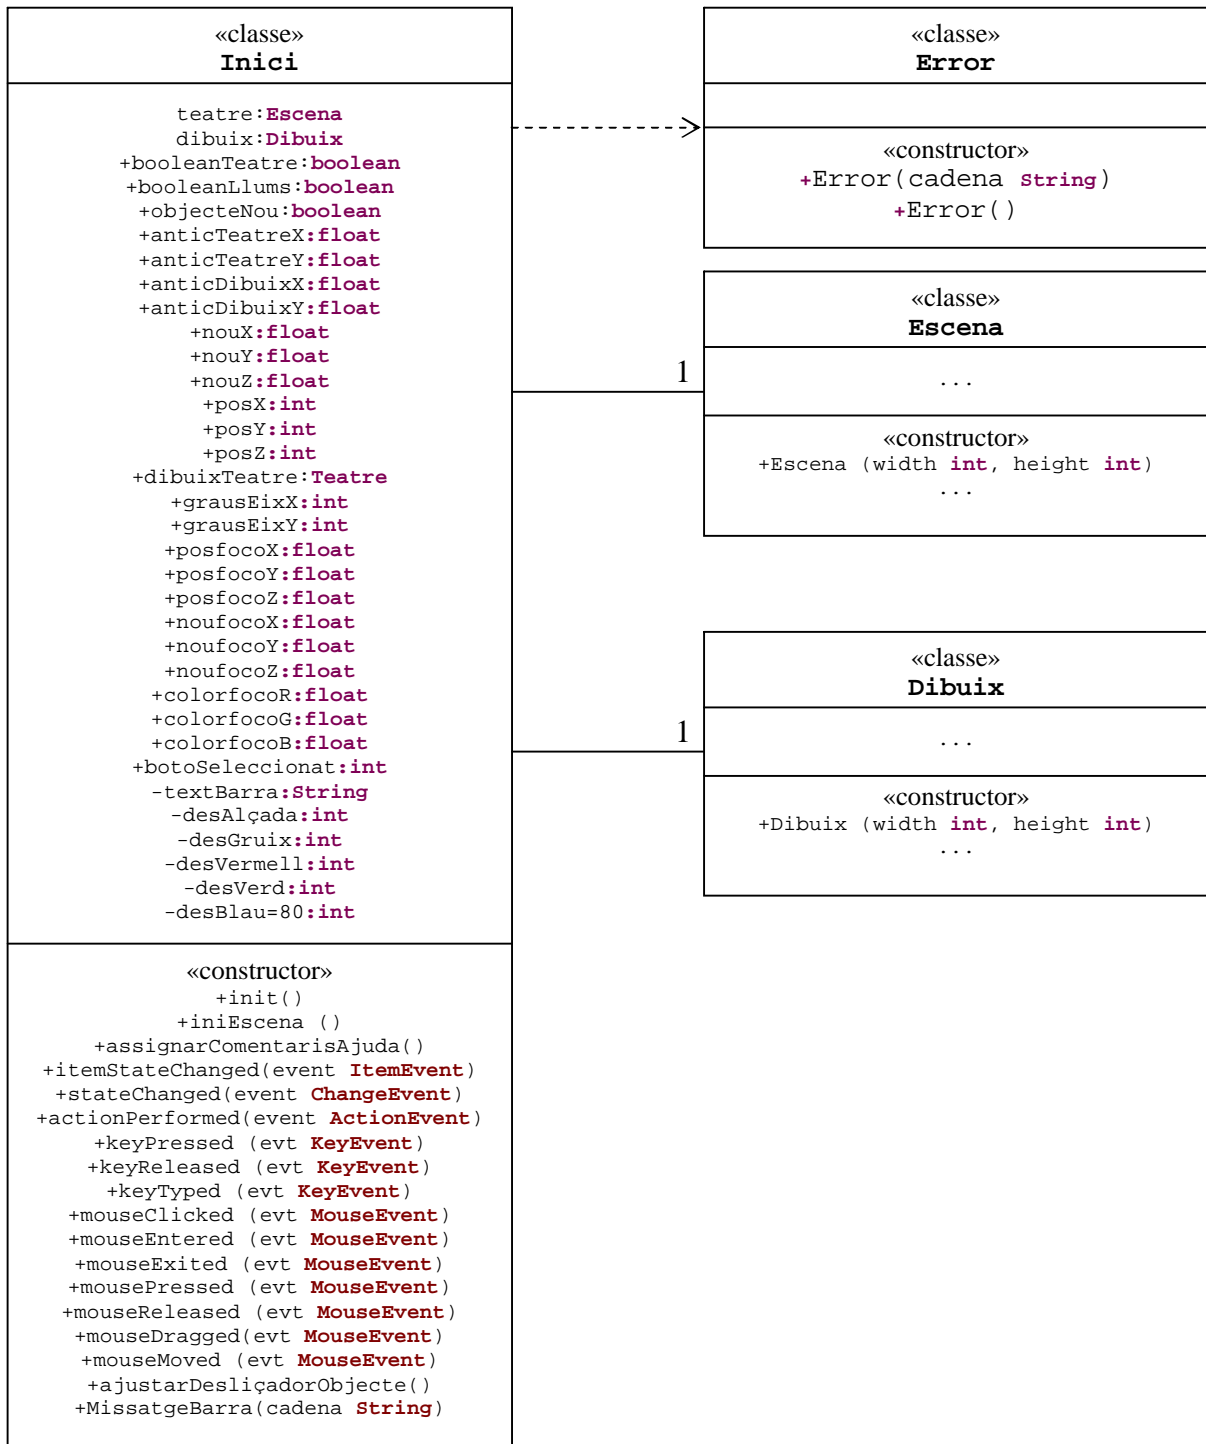 «classe»
Inici
teatre:Escena
dibuix:Dibuix
+booleanTeatre:boolean
+booleanLlums:boolean
+objecteNou:boolean
+anticTeatreX:float
+anticTeatreY:float
+anticDibuixX:float
+anticDibuixY:float
+nouX:float
+nouY:float
+nouZ:float
+posX:int
+posY:int
+posZ:int
+dibuixTeatre:Teatre
+grausEixX:int
+grausEixY:int
+posfocoX:float
+posfocoY:float
+posfocoZ:float
+noufocoX:float
+noufocoY:float
+noufocoZ:float
+colorfocoR:float
+colorfocoG:float
+colorfocoB:float
+botoSeleccionat:int
-textBarra:String
-desAlçada:int
-desGruix:int
-desVermell:int
-desVerd:int
-desBlau=80:int
«constructor»
+init()
+iniEscena ()
+assignarComentarisAjuda()
+itemStateChanged(event ItemEvent)
+stateChanged(event ChangeEvent)
+actionPerformed(event ActionEvent)
+keyPressed (evt KeyEvent)
+keyReleased (evt KeyEvent)
+keyTyped (evt KeyEvent)
+mouseClicked (evt MouseEvent)
+mouseEntered (evt MouseEvent)
+mouseExited (evt MouseEvent)
+mousePressed (evt MouseEvent)
+mouseReleased (evt MouseEvent)
+mouseDragged(evt MouseEvent)
+mouseMoved (evt MouseEvent)
+ajustarDesliçadorObjecte()
+MissatgeBarra(cadena String)
«classe»
Error
«constructor»
+Error(cadena String)
+Error()
1
«classe»
Escena
...
«constructor»
+Escena (width int, height int)
...
1
«classe»
Dibuix
...
«constructor»
+Dibuix (width int, height int)
...